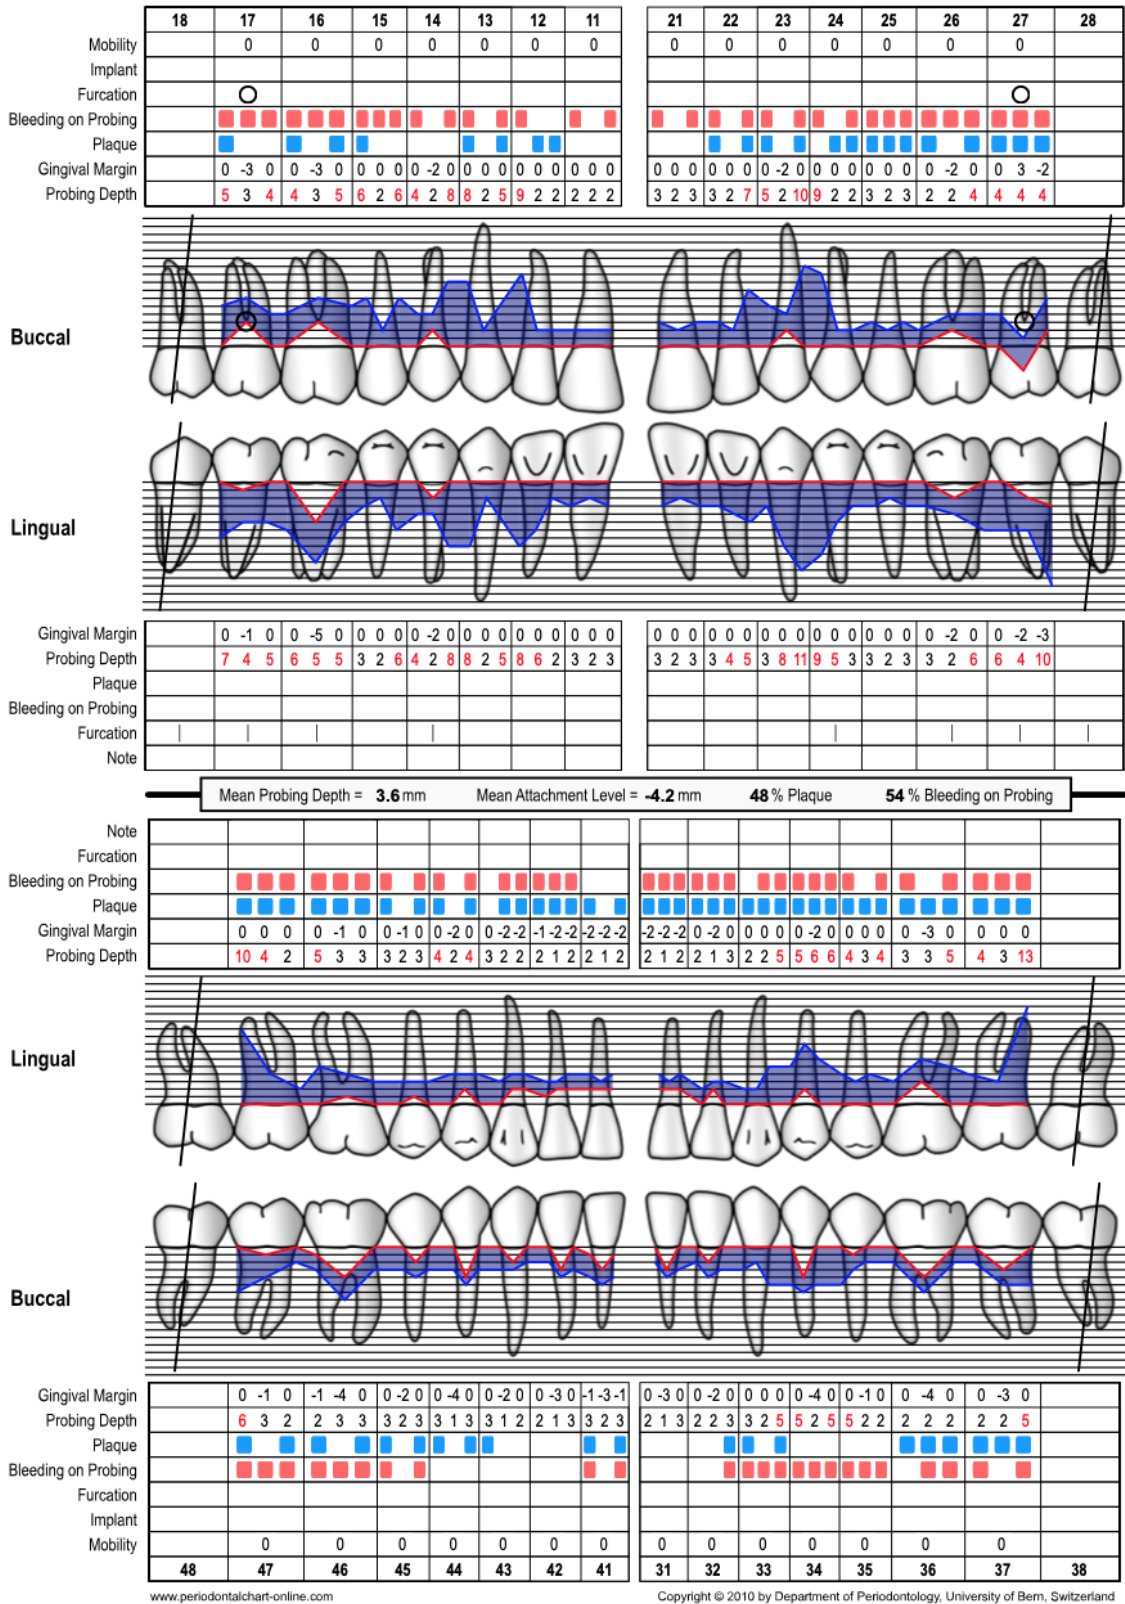 18 17 16 15 14 13 12 11 21 22 23 24 25 26 27 28
Mobility 0 0 0 0 0 0 0 0 0 0 0 0 0 0
Implant
Furcation
Bleeding on Probing
Plaque
Gingival Margin 0 -3 0 0 -3 0 0 0 0 0 -2 0 0 0 0 0 0 0 0 0 0 0 0 0 0 0 0 0 -2 0 0 0 0 0 0 0 0 -2 0 0 3 -2
Probing Depth 5 3 4 4 3 5 6 2 6 4 2 8 8 2 5 9 2 2 2 2 2 3 2 3 3 2 7 5 2 10 9 2 2 3 2 3 2 2 4 4 4 4
Buccal
Lingual
Gingival Margin 0 -1 0 0 -5 0 0 0 0 0 -2 0 0 0 0 0 0 0 0 0 0 0 0 0 0 0 0 0 0 0 0 0 0 0 0 0 0 -2 0 0 -2 -3
Probing Depth 7 4 5 6 5 5 3 2 6 4 2 8 8 2 5 8 6 2 3 2 3 3 2 3 3 4 5 3 8 11 9 5 3 3 2 3 3 2 6 6 4 10
Plaque
Bleeding on Probing
Furcation
Note
Mean Probing Depth = 3.6 mm Mean Attachment Level = -4.2 mm 48 % Plaque 54 % Bleeding on Probing
Note
Furcation
Bleeding on Probing
Plaque
Gingival Margin 0 0 0 0 -1 0 0 -1 0 0 -2 0 0 -2 -2 -1 -2 -2 -2 -2 -2 -2 -2 -2 0 -2 0 0 0 0 0 -2 0 0 0 0 0 -3 0 0 0 0
Probing Depth 10 4 2 5 3 3 3 2 3 4 2 4 3 2 2 2 1 2 2 1 2 2 1 2 2 1 3 2 2 5 5 6 6 4 3 4 3 3 5 4 3 13
Lingual
Buccal
Gingival Margin 0 -1 0 -1 -4 0 0 -2 0 0 -4 0 0 -2 0 0 -3 0 -1 -3 -1 0 -3 0 0 -2 0 0 0 0 0 -4 0 0 -1 0 0 -4 0 0 -3 0
Probing Depth 6 3 2 2 3 3 3 2 3 3 1 3 3 1 2 2 1 3 3 2 3 2 1 3 2 2 3 3 2 5 5 2 5 5 2 2 2 2 2 2 2 5
Plaque
Bleeding on Probing
Furcation
Implant
Mobility 0 0 0 0 0 0 0 0 0 0 0 0 0 0
48 47 46 45 44 43 42 41 31 32 33 34 35 36 37 38
www.periodontalchart-online.com Copyright © 2010 by Department of Periodontology, University of Bern, Switzerland